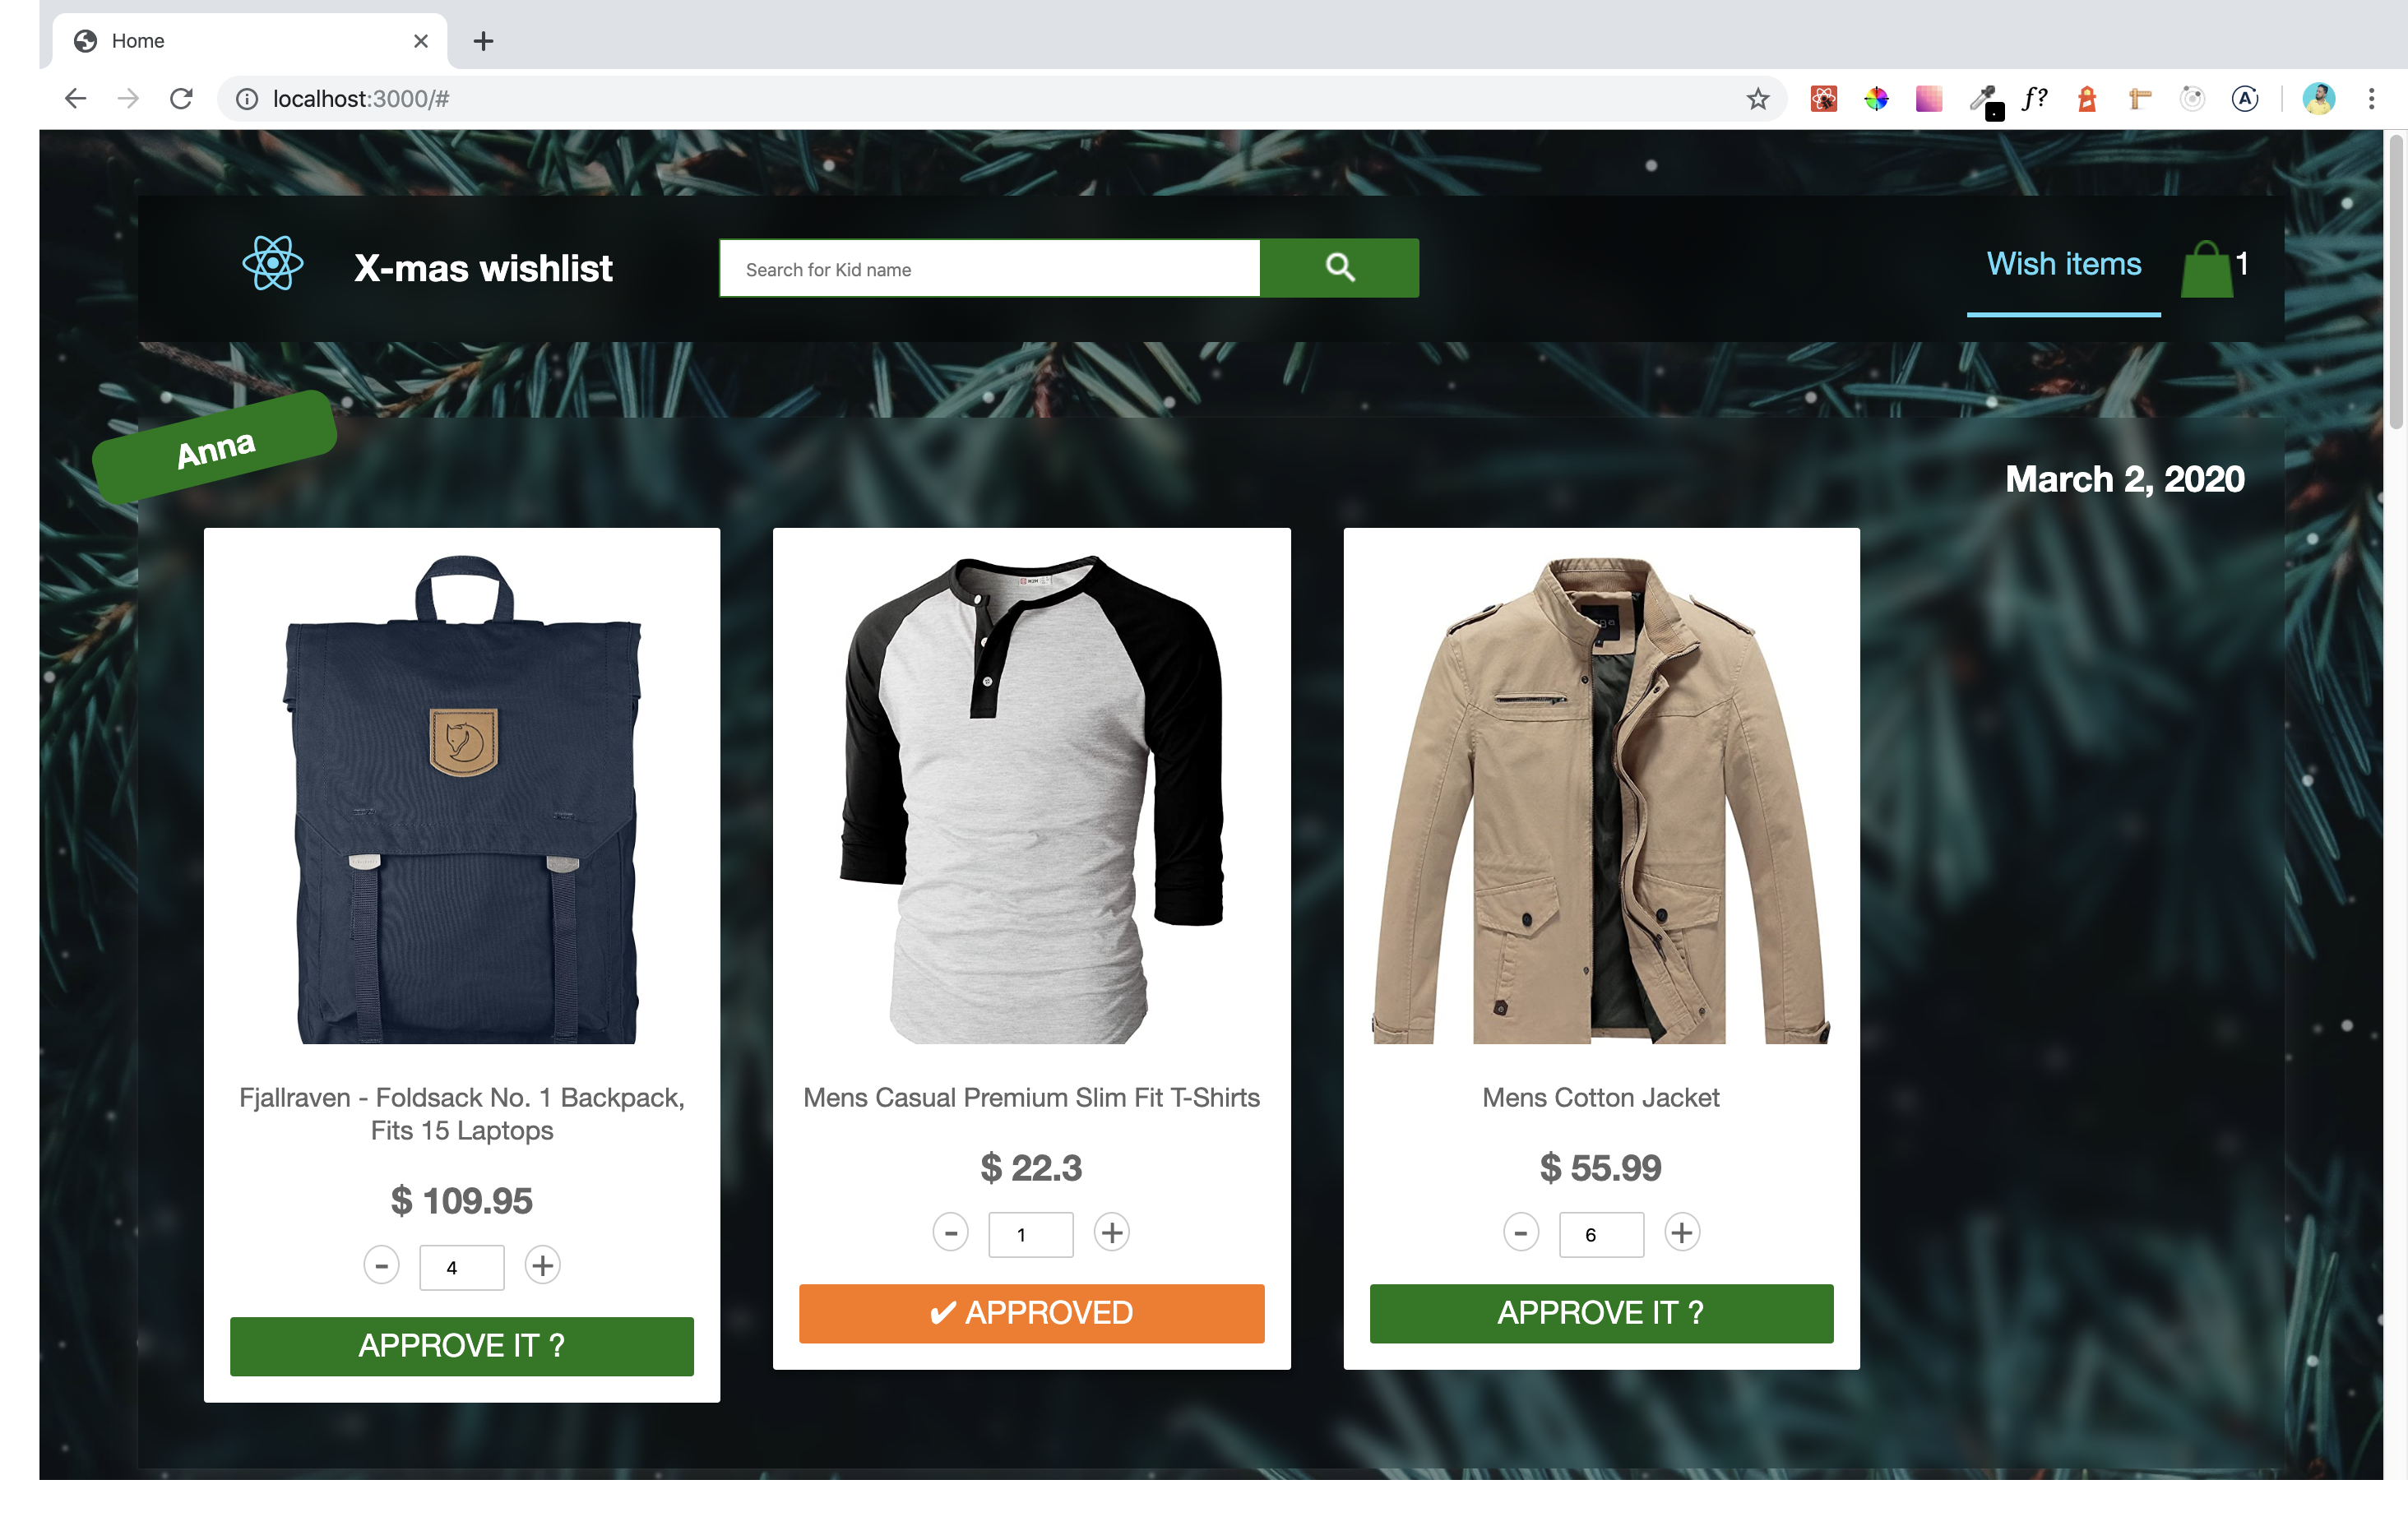 Home
localhost:3000/#
f?
A
X-mas wishlist
Search for Kid name
Wish items
1
Anna
March 2, 2020
Fjallraven - Foldsack No. 1 Backpack,
Fits 15 Laptops
$ 109.95
- 4 +
APPROVE IT ?
Mens Casual Premium Slim Fit T-Shirts
$ 22.3
- 1 +
✔ APPROVED
Mens Cotton Jacket
$ 55.99
- 6 +
APPROVE IT ?